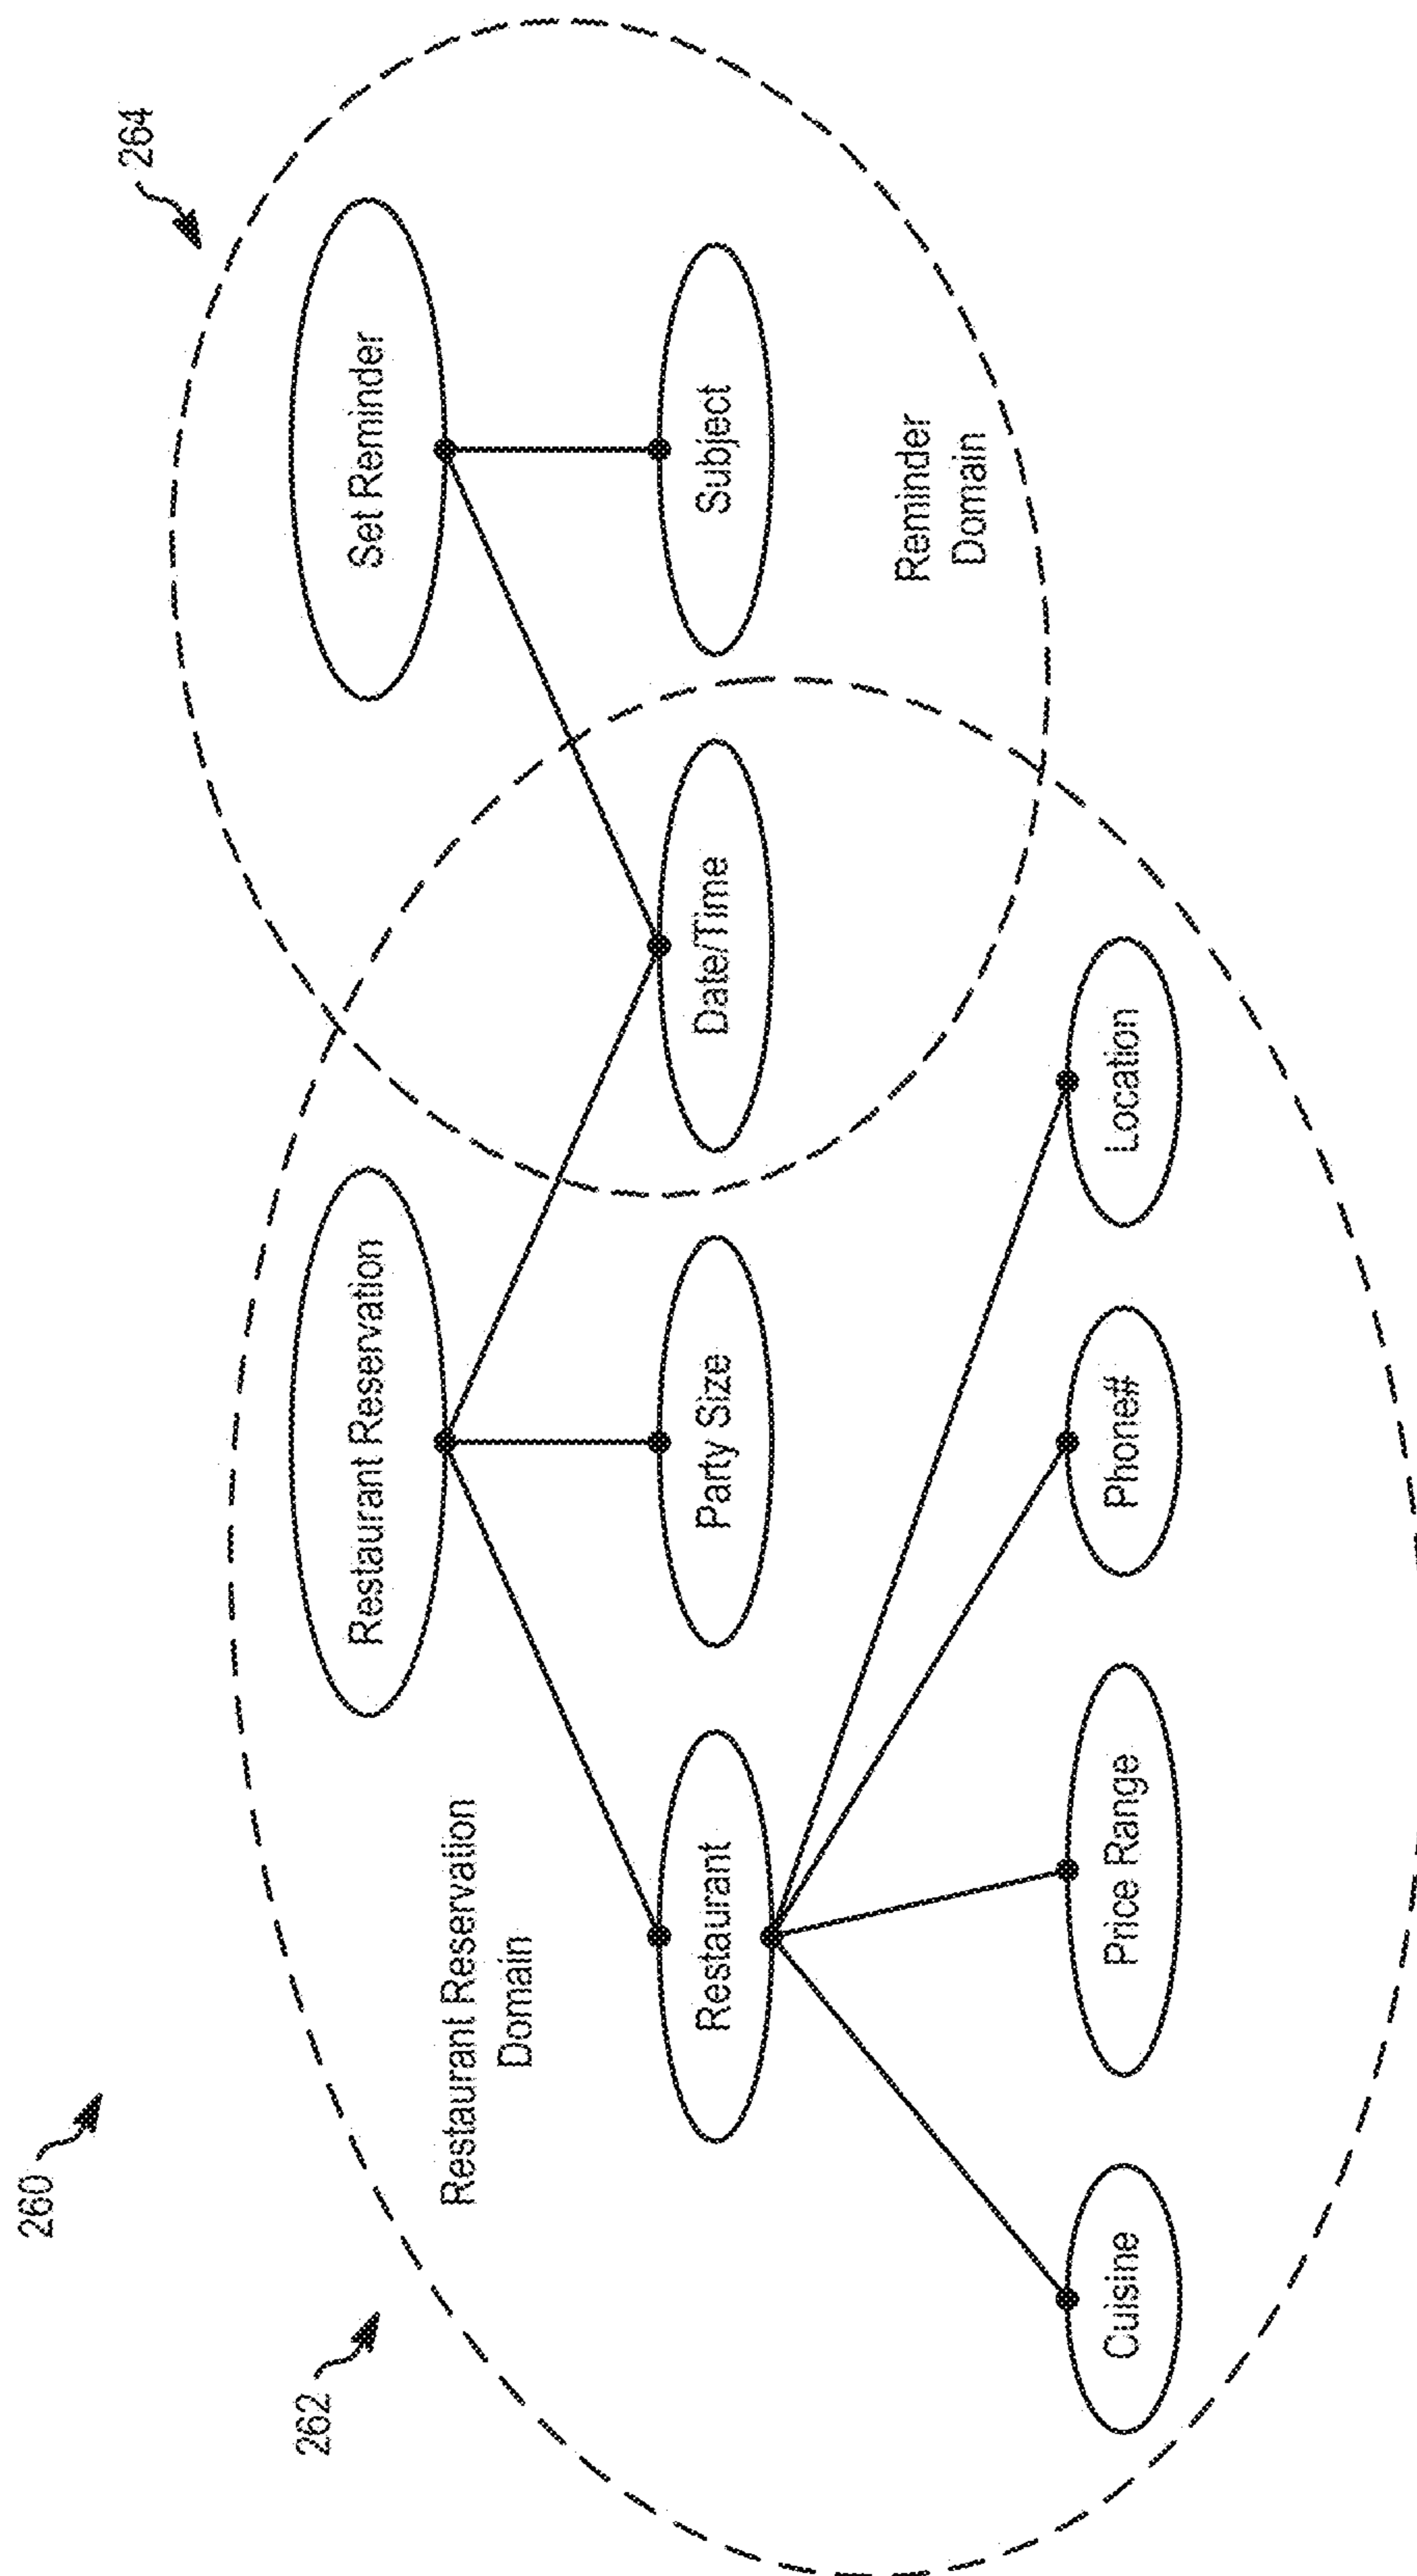 260
262
264
Restaurant Reservation
Set Reminder
Restaurant Reservation
Domain
Restaurant
Party Size
Date/Time
Subject
Reminder
Domain
Cuisine
Price Range
Phone#
Location